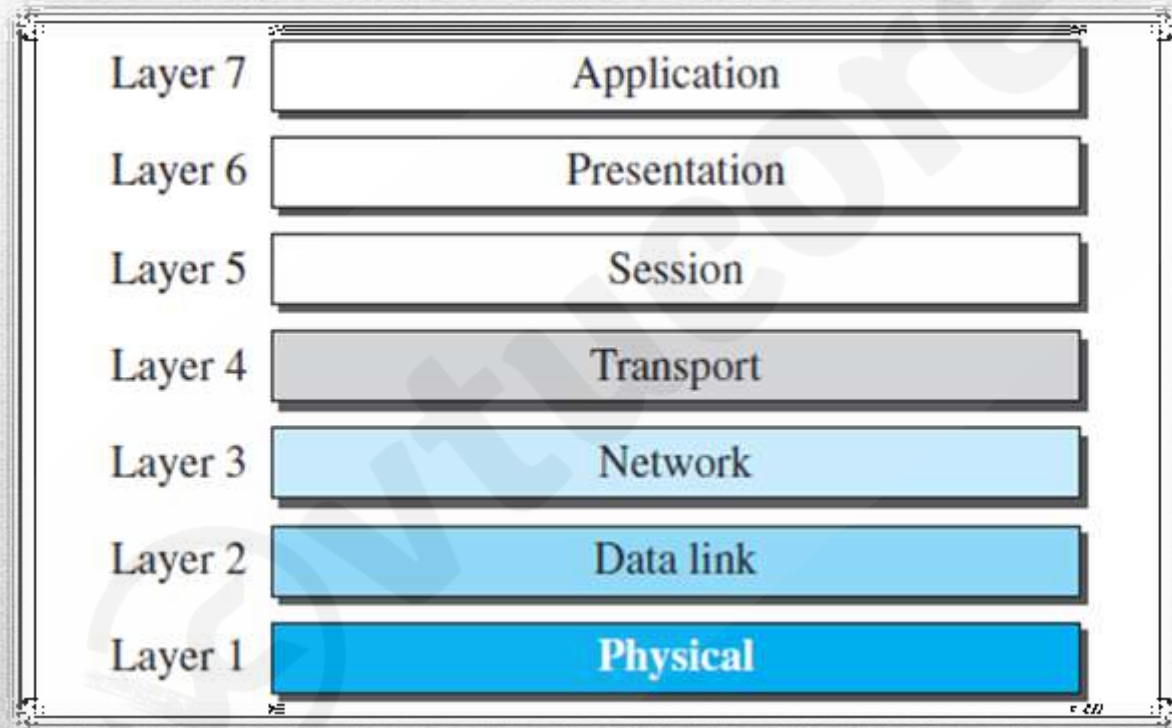 Layer 7 Application
Layer 6 Presentation
Layer 5 Session
Layer 4 Transport
Layer 3 Network
Layer 2 Data link
Layer 1 Physical
vtucore